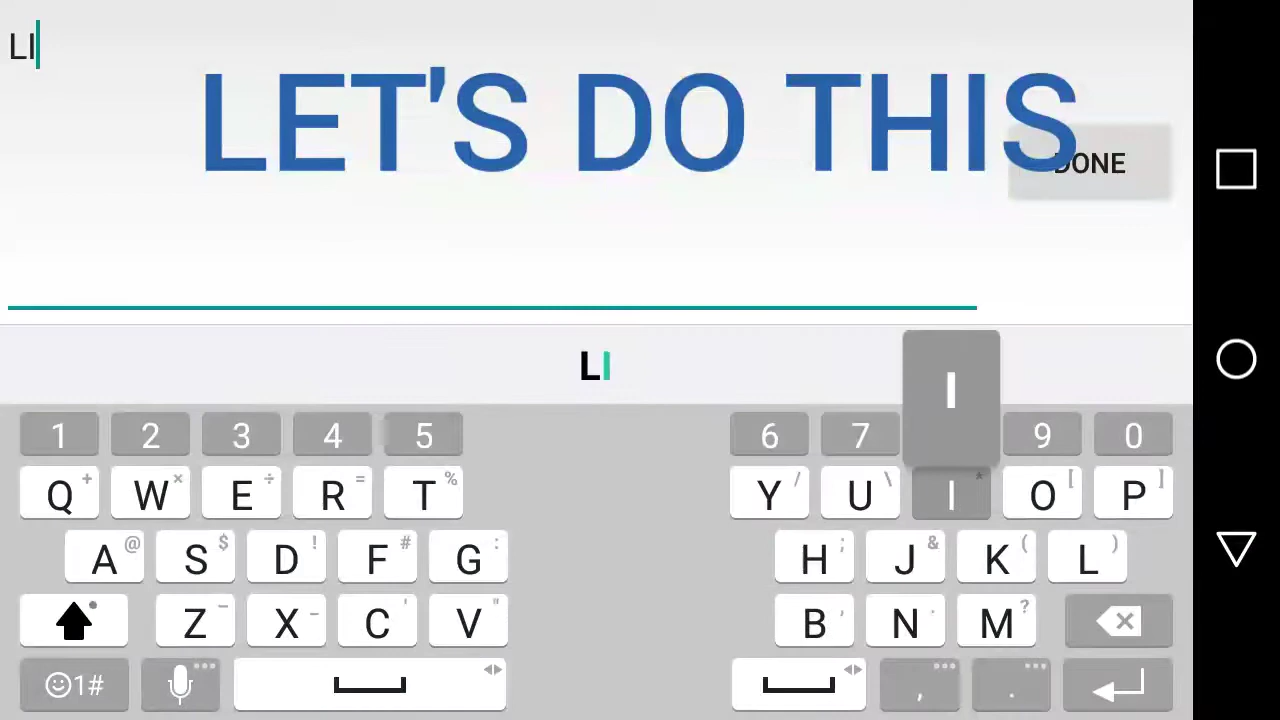 LI
LET'S DO THIS
DONE
LI
I
1 2 3 4 5 6 7 9 0
Q + W × E ÷ R = T % Y / U \ I * O [ P ]
A @ S $ D ! F # G : H ; J & K ( L )
Z – X _ C ' V " B , N . M ?
1# , .